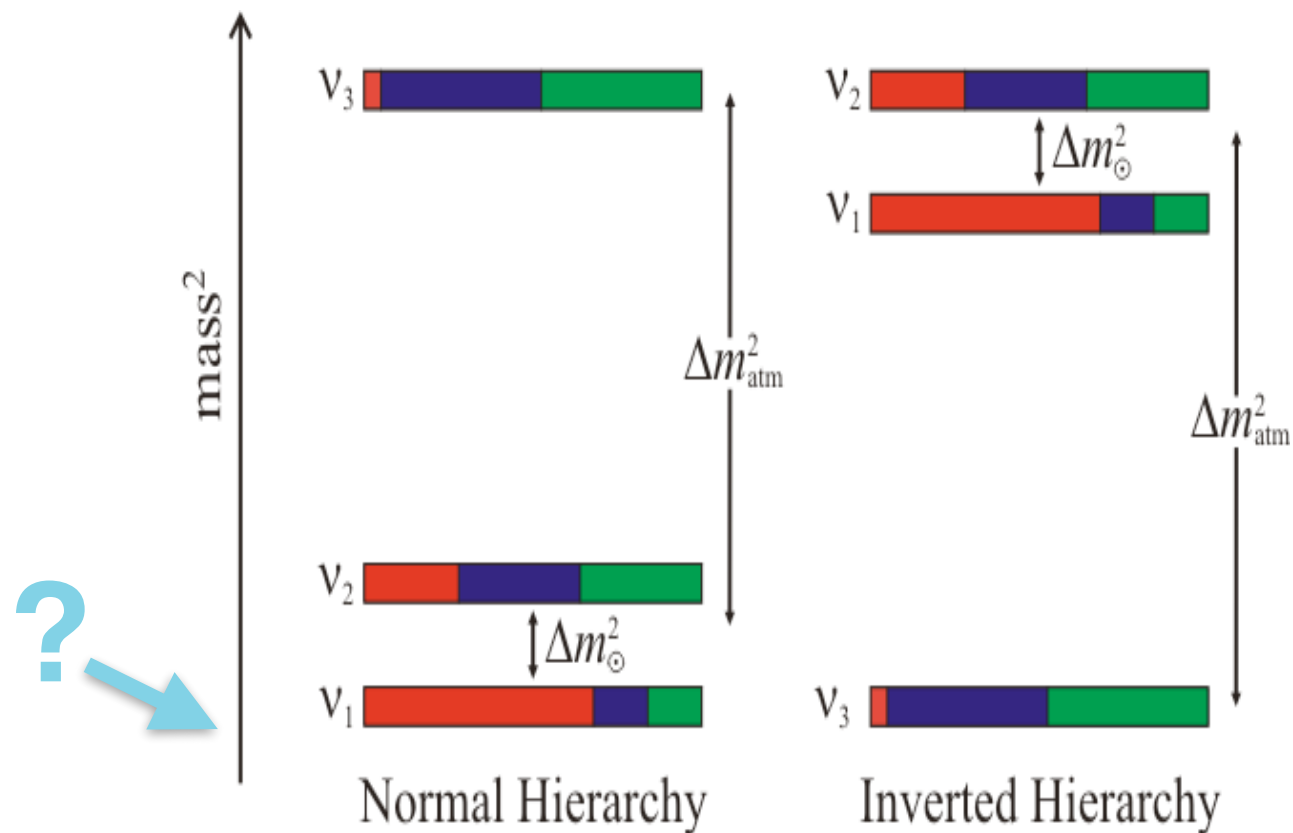 mass²
?
ν₃
Δm²atm
ν₂
Δm²⊙
ν₁
Normal Hierarchy
ν₂
Δm²⊙
ν₁
Δm²atm
ν₃
Inverted Hierarchy